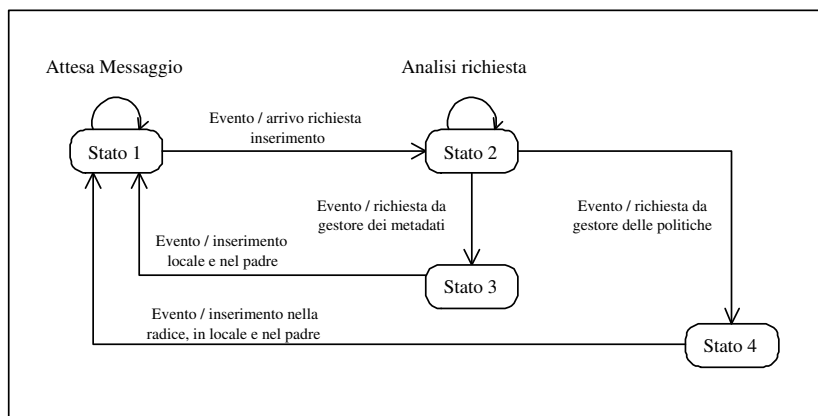 Attesa Messaggio
Analisi richiesta
Evento / arrivo richiesta
inserimento
Stato 1
Stato 2
Evento / richiesta da
gestore dei metadati
Evento / richiesta da
gestore delle politiche
Evento / inserimento
locale e nel padre
Stato 3
Evento / inserimento nella
radice, in locale e nel padre
Stato 4